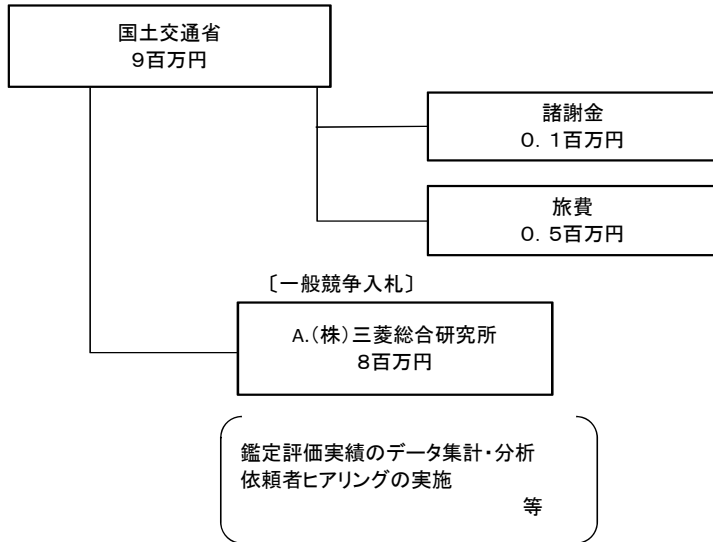 国土交通省
9百万円
諸謝金
0．1百万円
旅費
0．5百万円
〔一般競争入札〕
A.(株)三菱総合研究所
8百万円
鑑定評価実績のデータ集計・分析
依頼者ヒアリングの実施
等